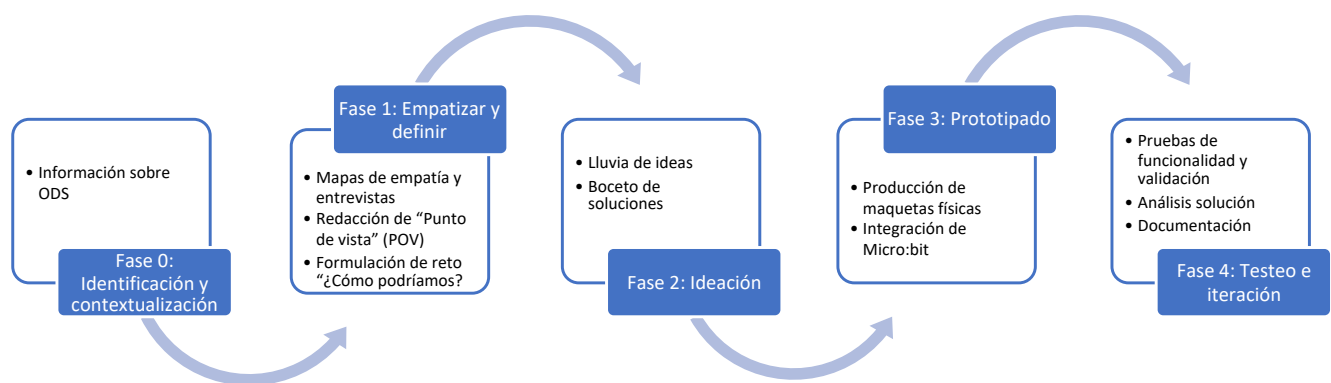 • Información sobre
ODS
Fase 0:
Identificación y
contextualización
Fase 1: Empatizar y
definir
• Mapas de empatía y
entrevistas
• Redacción de “Punto
de vista” (POV)
• Formulación de reto
“¿Cómo podríamos?
• Lluvia de ideas
• Boceto de
soluciones
Fase 2: Ideación
Fase 3: Prototipado
• Producción de
maquetas físicas
• Integración de
Micro:bit
• Pruebas de
funcionalidad y
validación
• Análisis solución
• Documentación
Fase 4: Testeo e
iteración